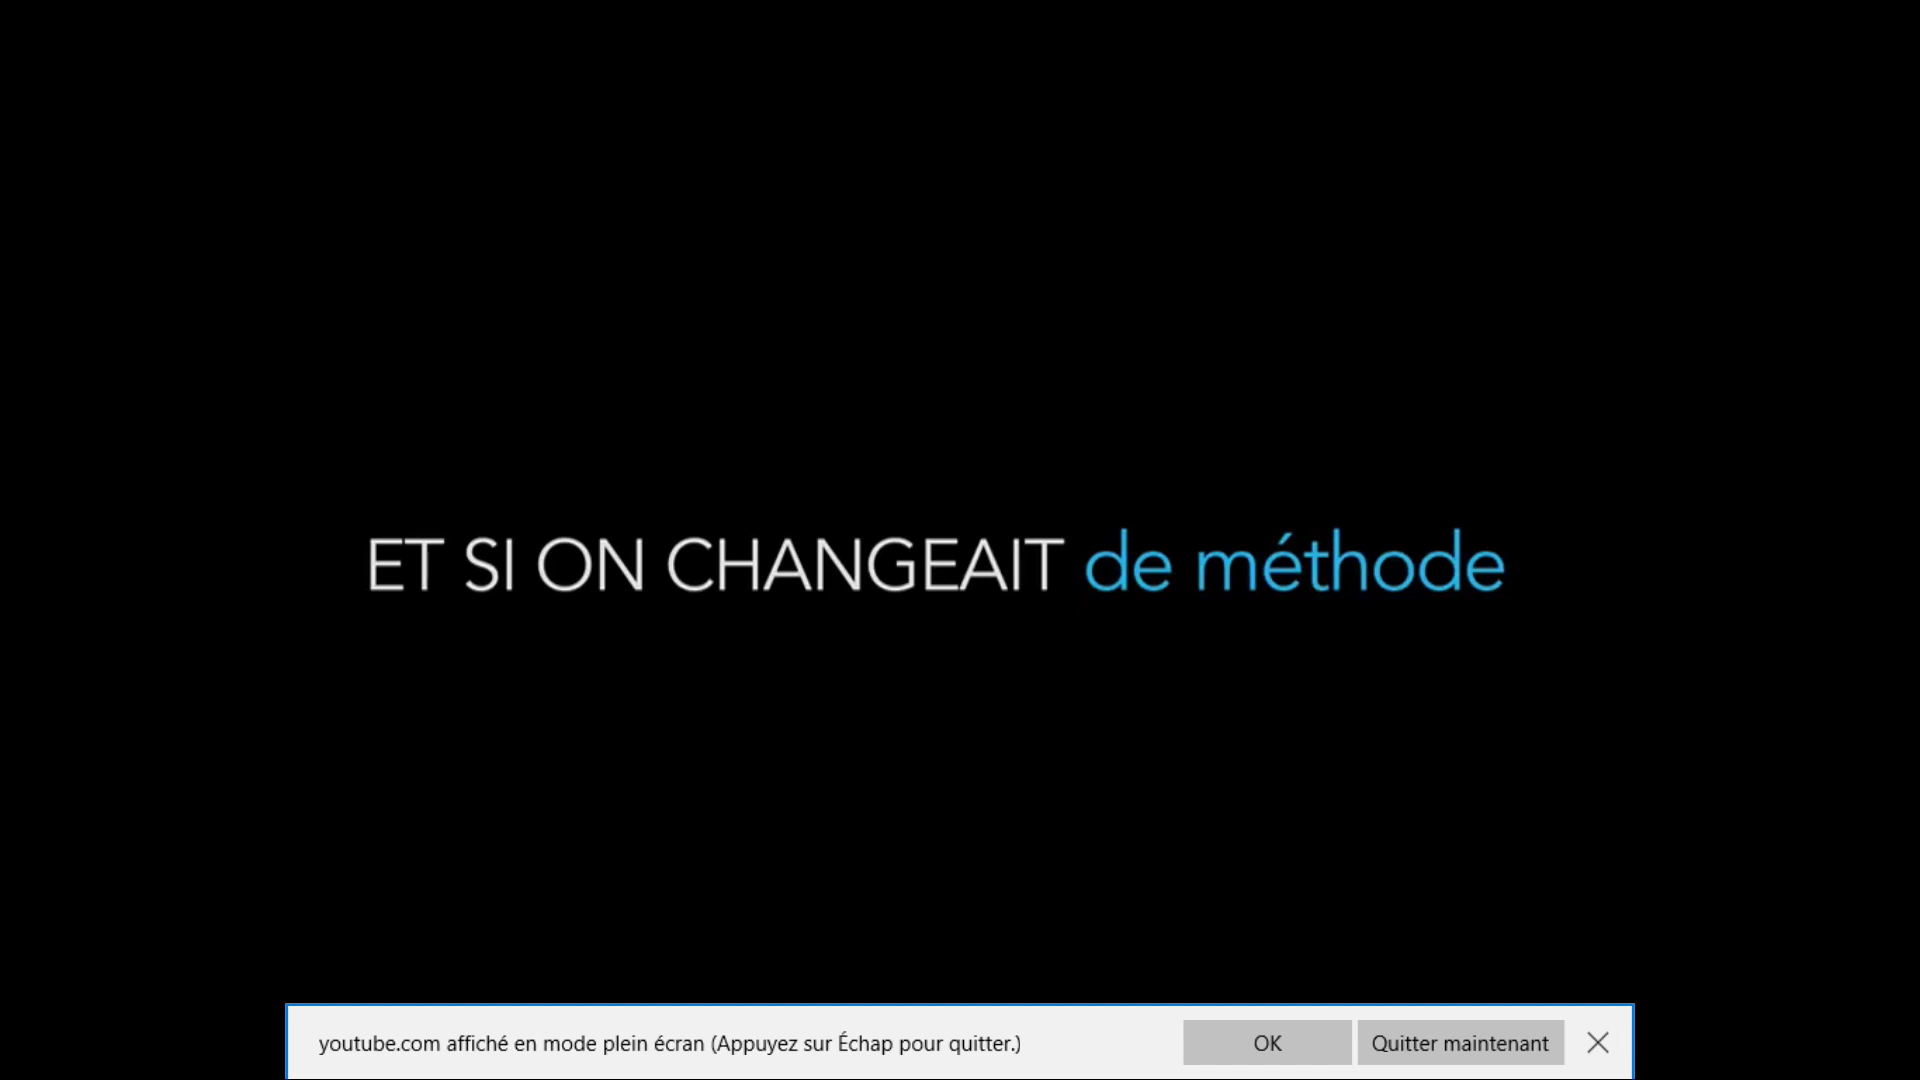 ET SI ON CHANGEAIT de méthode
youtube.com affiché en mode plein écran (Appuyez sur Échap pour quitter.)
OK
Quitter maintenant